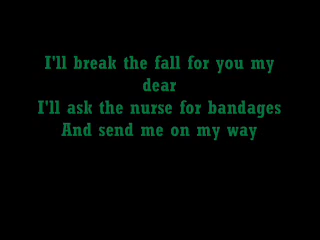 I'll break the fall for you my
dear
I'll ask the nurse for bandages
And send me on my way